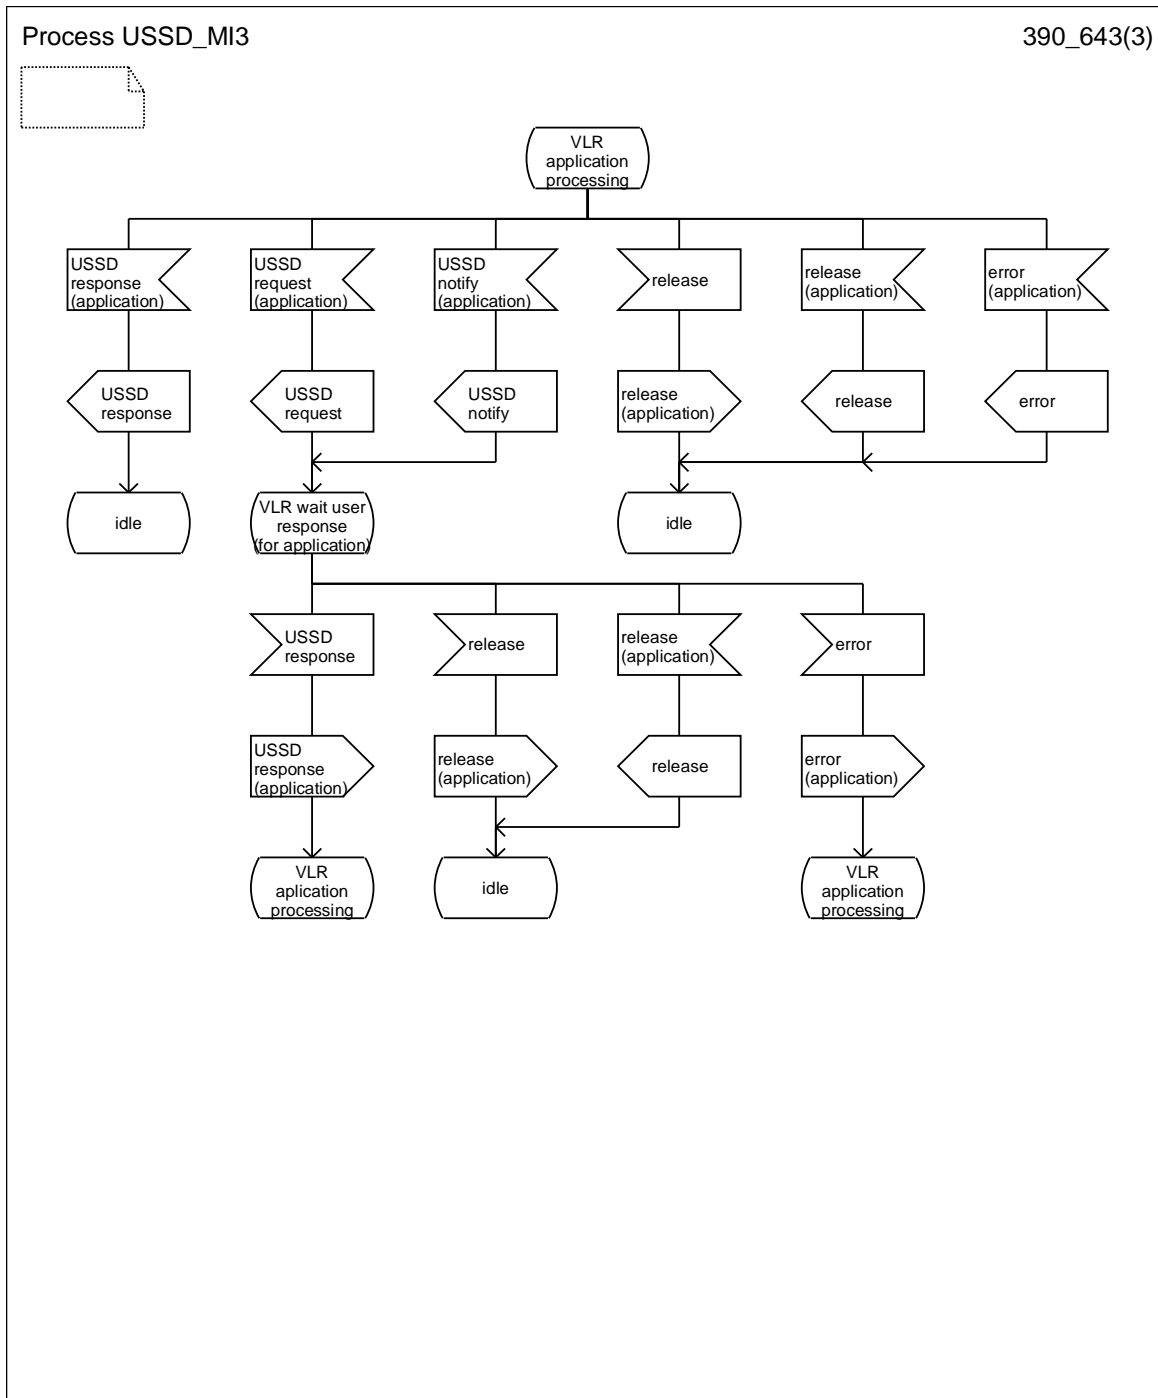 Process USSD_MI3
390_643(3)
VLR
application
processing
USSD
response
(application)
USSD
request
(application)
USSD
notify
(application)
release
release
(application)
error
(application)
USSD
response
USSD
request
USSD
notify
release
(application)
release
error
idle
VLR wait user
response
(for application)
idle
USSD
response
release
release
(application)
error
USSD
response
(application)
release
(application)
release
error
(application)
VLR
aplication
processing
idle
VLR
application
processing